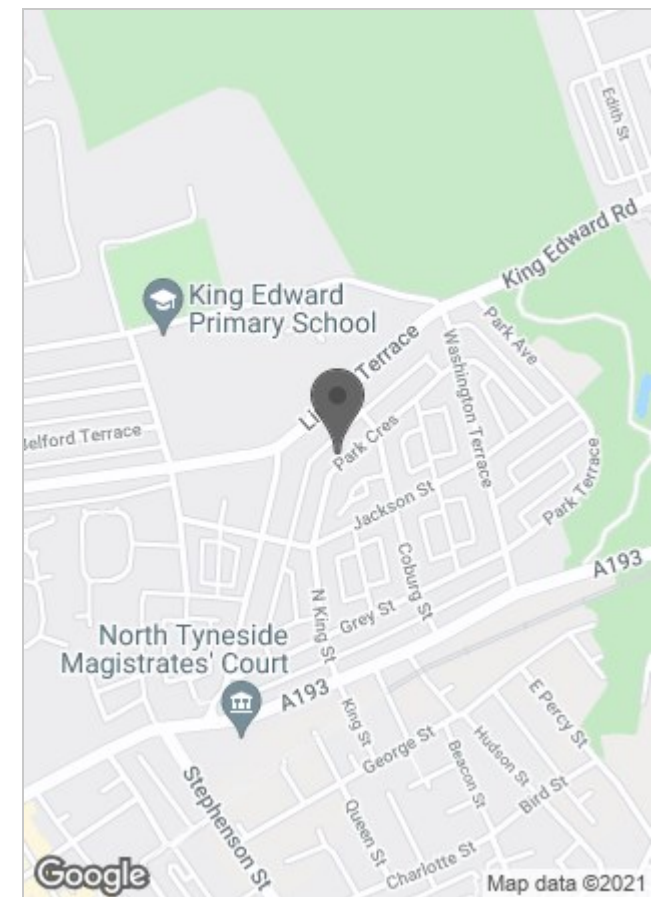 Edith St
King Edward Rd
King Edward
Primary School
Terrace
Park Ave
Washington Terrace
Belford Terrace
Park Cres
Park Terrace
Jackson St
Coburg St
A193
Grey St
N King St
North Tyneside
Magistrates' Court
A193
King St
E Percy St
George St
Hudson St
Beacon St
Bird St
Stephenson St
Queen St
Charlotte St
Google
Map data ©2021